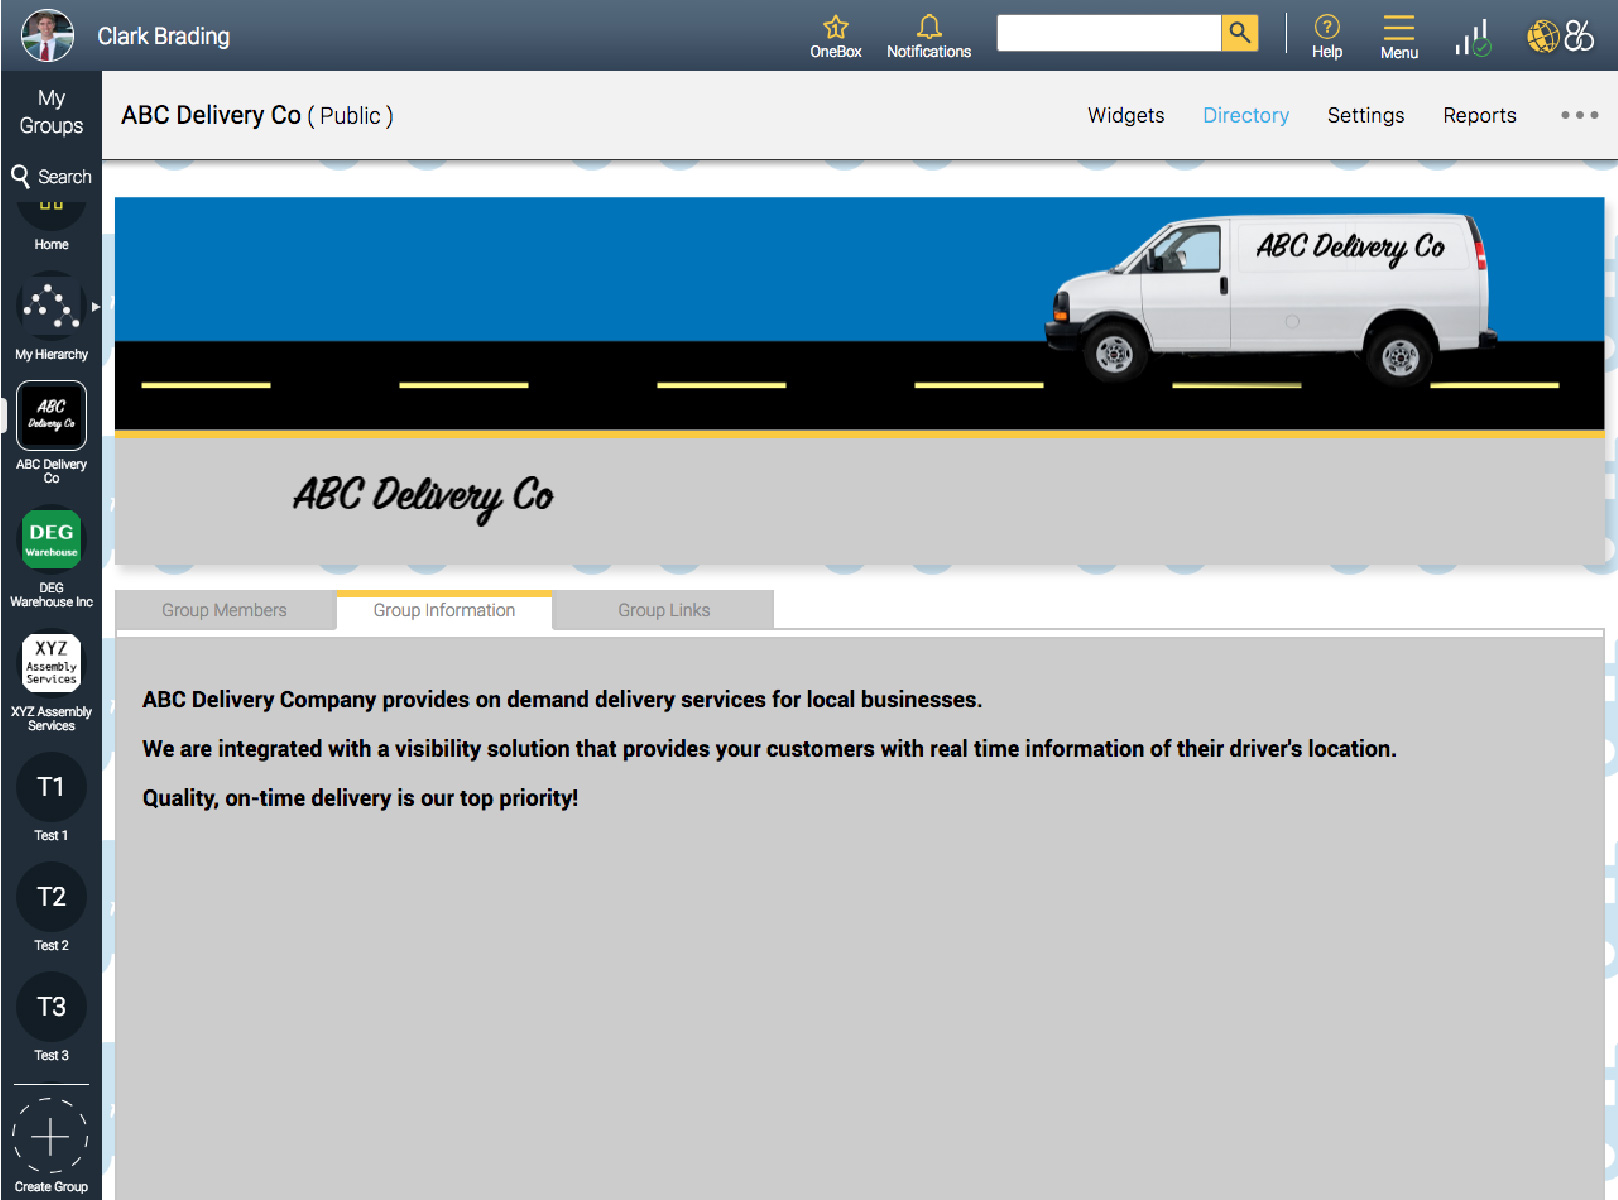 Clark Brading
OneBox
Notifications
Help
Menu
86
My
Groups
Search
Home
My Hierarchy
ABC
Delivery Co
ABC Delivery
Co
DEG
Warehouse
DEG
Warehouse Inc
XYZ
Assembly
Services
XYZ Assembly
Services
T1
Test 1
T2
Test 2
T3
Test 3
Create Group
ABC Delivery Co ( Public )
Widgets
Directory
Settings
Reports
ABC Delivery Co
ABC Delivery Co
Group Members
Group Information
Group Links
ABC Delivery Company provides on demand delivery services for local businesses.
We are integrated with a visibility solution that provides your customers with real time information of their driver's location.
Quality, on-time delivery is our top priority!